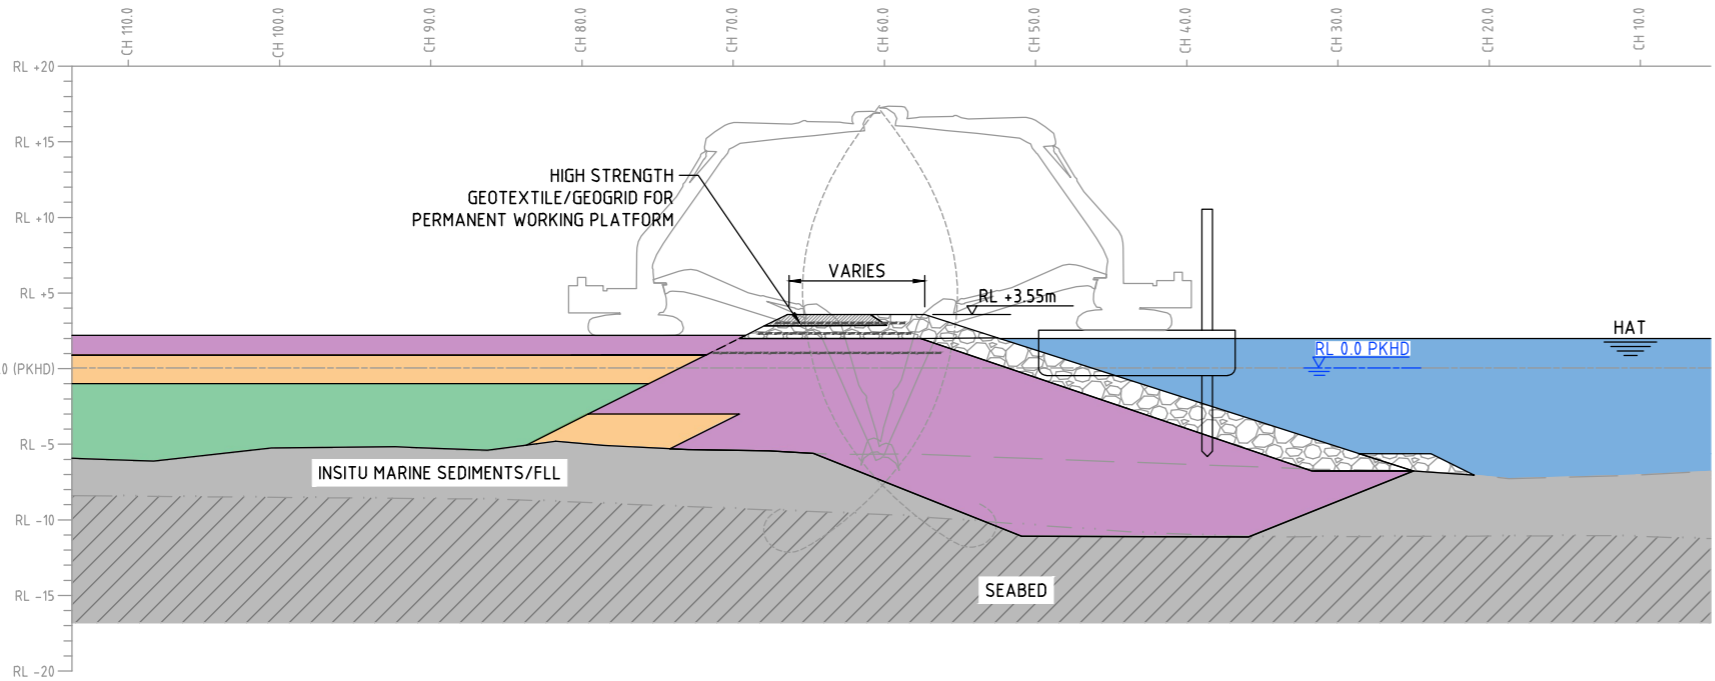 CH 110.0
CH 100.0
CH 90.0
CH 80.0
CH 70.0
CH 60.0
CH 50.0
CH 40.0
CH 30.0
CH 20.0
CH 10.0
RL +20
RL +15
HIGH STRENGTH
GEOTEXTILE/GEOGRID FOR
PERMANENT WORKING PLATFORM
RL +10
VARIES
RL +5
RL +3.55m
HAT
RL 0.0 PKHD
.0 (PKHD)
RL -5
INSITU MARINE SEDIMENTS/FLL
RL -10
SEABED
RL -15
RL -20